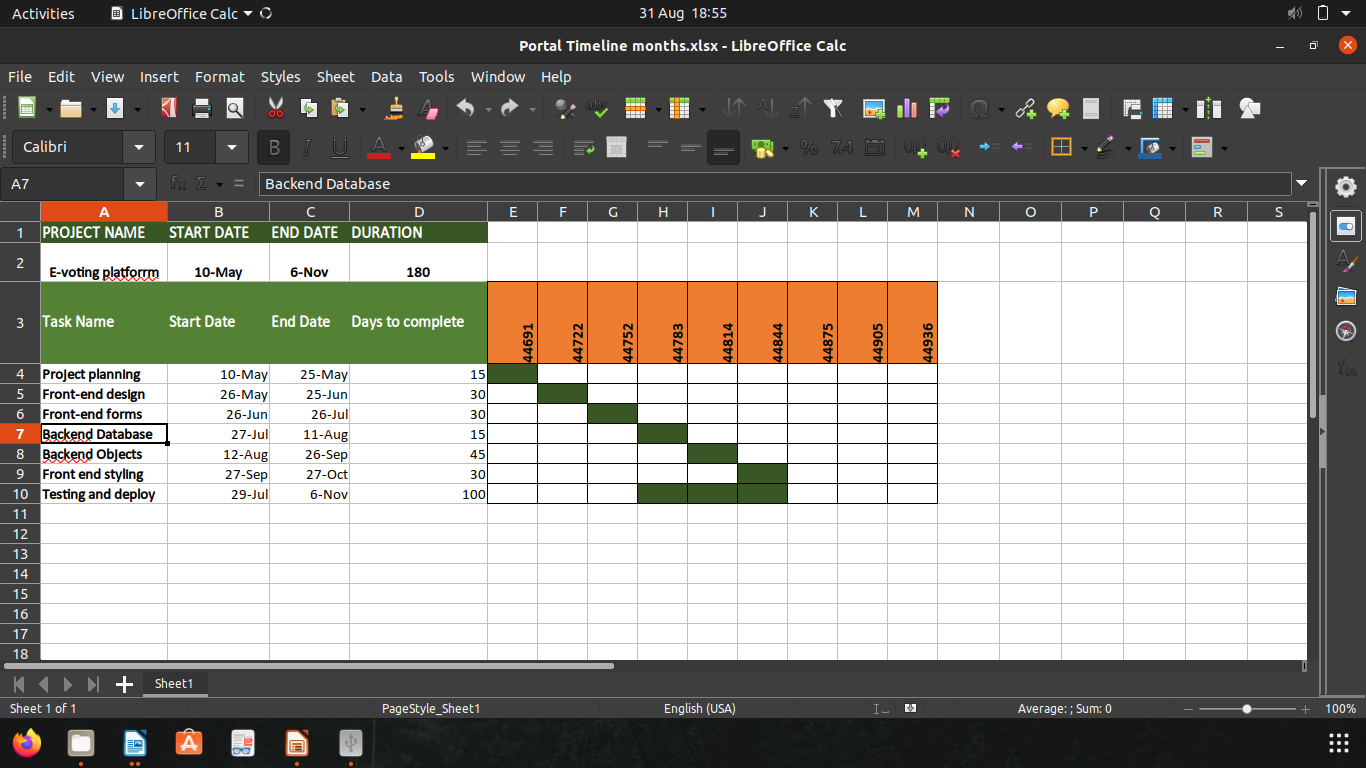 Activities LibreOffice Calc 31 Aug 18:55
Portal Timeline months.xlsx - LibreOffice Calc
File Edit View Insert Format Styles Sheet Data Tools Window Help
Calibri 11
A7 Backend Database
A B C D E F G H I J K L M N O P Q R S
1 PROJECT NAME START DATE END DATE DURATION
2 E-voting platforrm 10-May 6-Nov 180
3 Task Name Start Date End Date Days to complete 44691 44722 44752 44783 44814 44844 44875 44905 44936
4 Project planning 10-May 25-May 15
5 Front-end design 26-May 25-Jun 30
6 Front-end forms 26-Jun 26-Jul 30
7 Backend Database 27-Jul 11-Aug 15
8 Backend Objects 12-Aug 26-Sep 45
9 Front end styling 27-Sep 27-Oct 30
10 Testing and deploy 29-Jul 6-Nov 100
11
12
13
14
15
16
17
18
Sheet1
Sheet 1 of 1 PageStyle_Sheet1 English (USA) Average: ; Sum: 0 100%